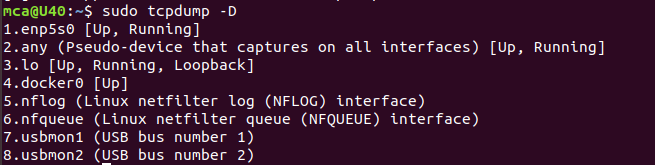 mca@U40:~$ sudo tcpdump -D
1.enp5s0 [Up, Running]
2.any (Pseudo-device that captures on all interfaces) [Up, Running]
3.lo [Up, Running, Loopback]
4.docker0 [Up]
5.nflog (Linux netfilter log (NFLOG) interface)
6.nfqueue (Linux netfilter queue (NFQUEUE) interface)
7.usbmon1 (USB bus number 1)
8.usbmon2 (USB bus number 2)